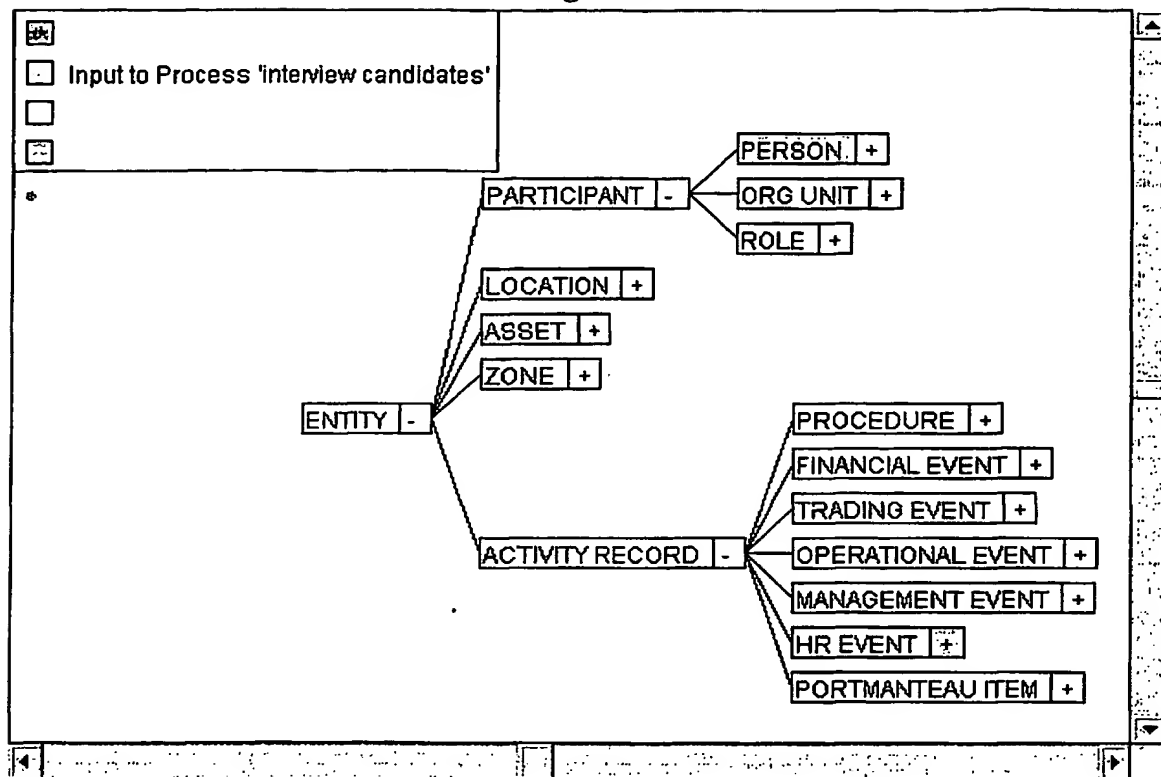 Input to Process 'interview candidates'
PERSON +
PARTICIPANT -
ORG UNIT +
ROLE +
LOCATION +
ASSET +
ZONE +
ENTITY -
PROCEDURE +
FINANCIAL EVENT +
TRADING EVENT +
ACTIVITY RECORD -
OPERATIONAL EVENT +
MANAGEMENT EVENT +
HR EVENT +
PORTMANTEAU ITEM +